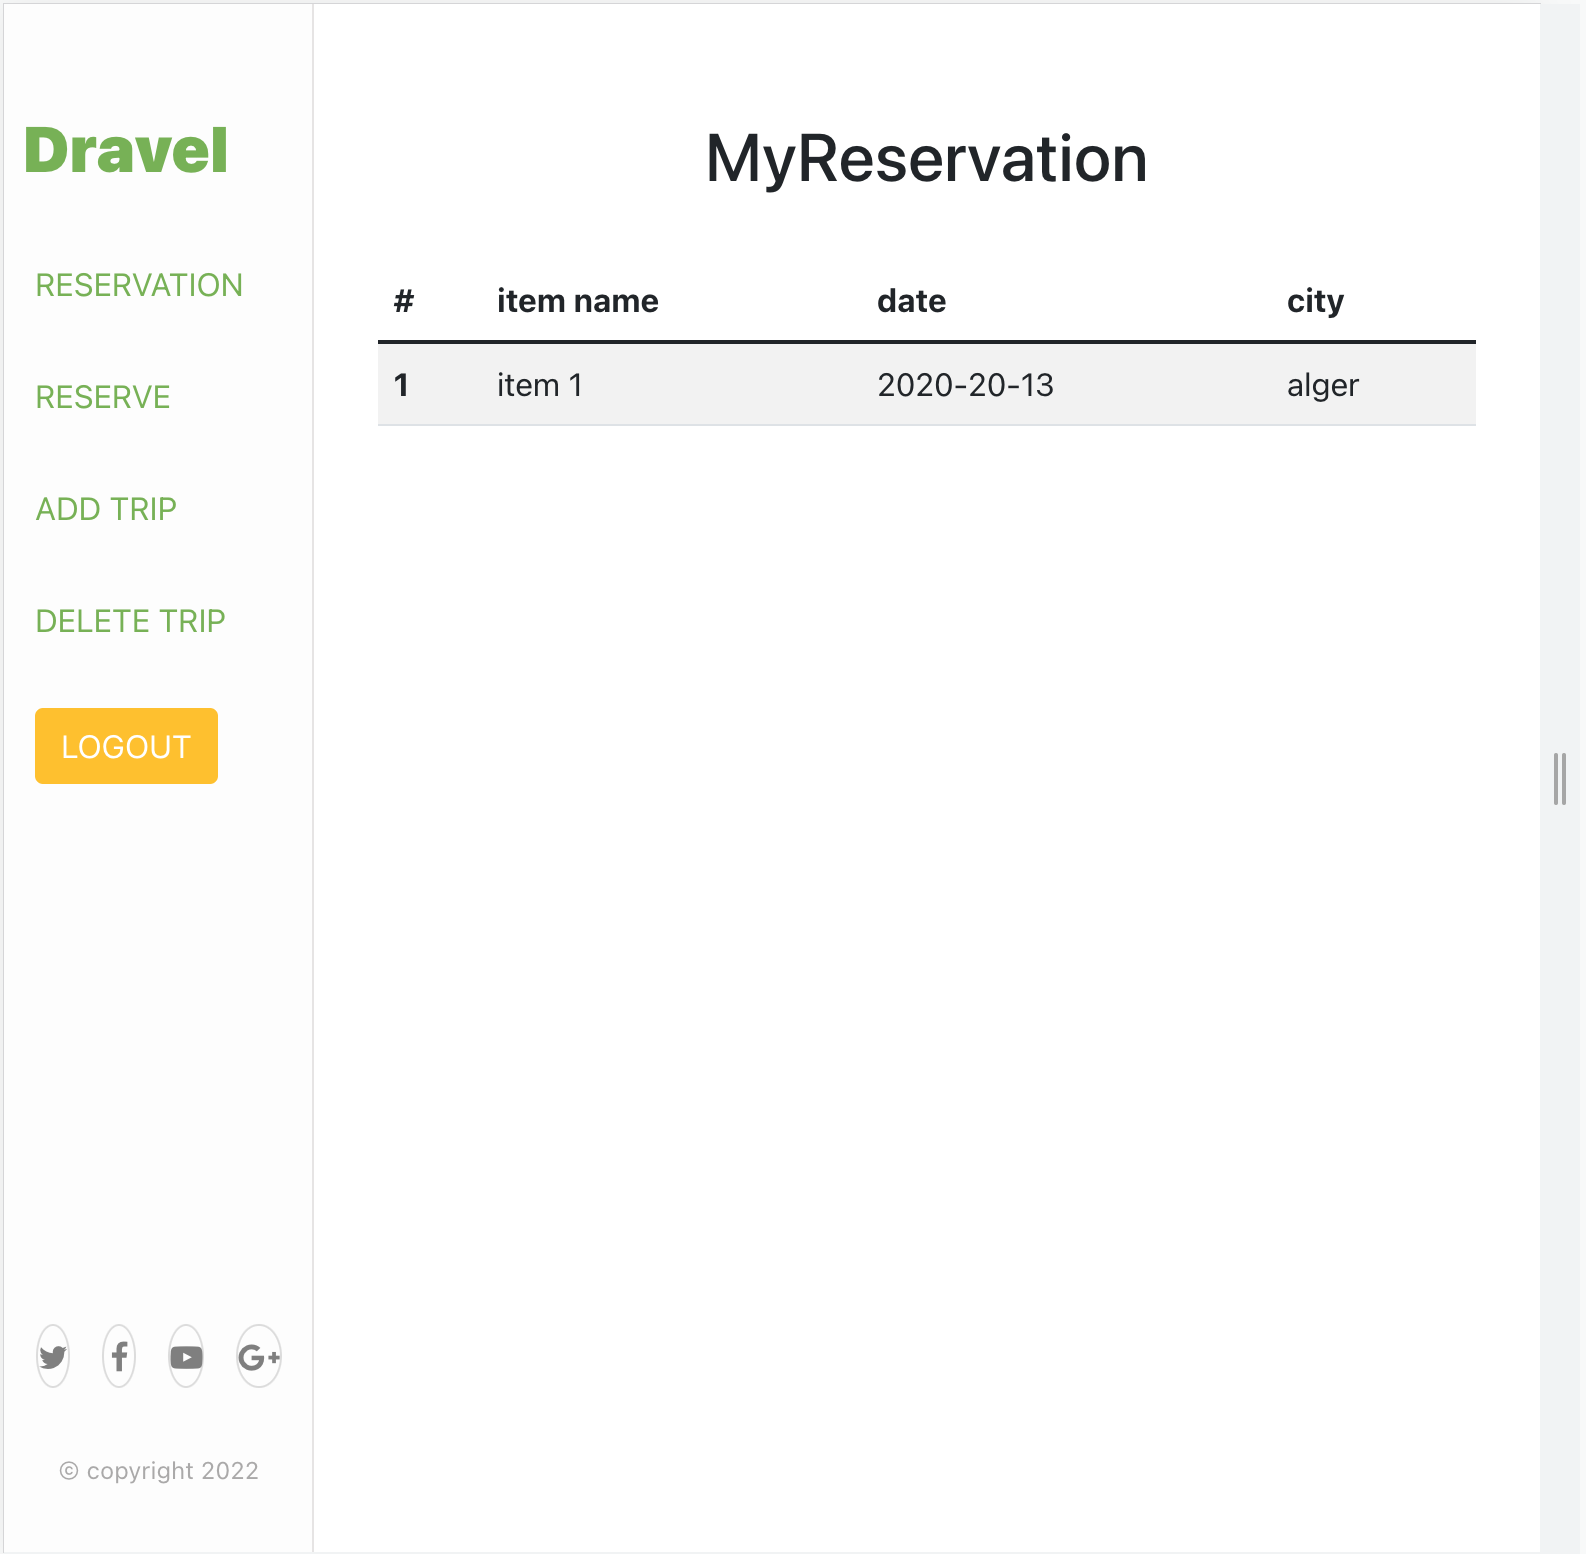 Dravel
RESERVATION
RESERVE
ADD TRIP
DELETE TRIP
LOGOUT
© copyright 2022
MyReservation
# item name date city
1 item 1 2020-20-13 alger